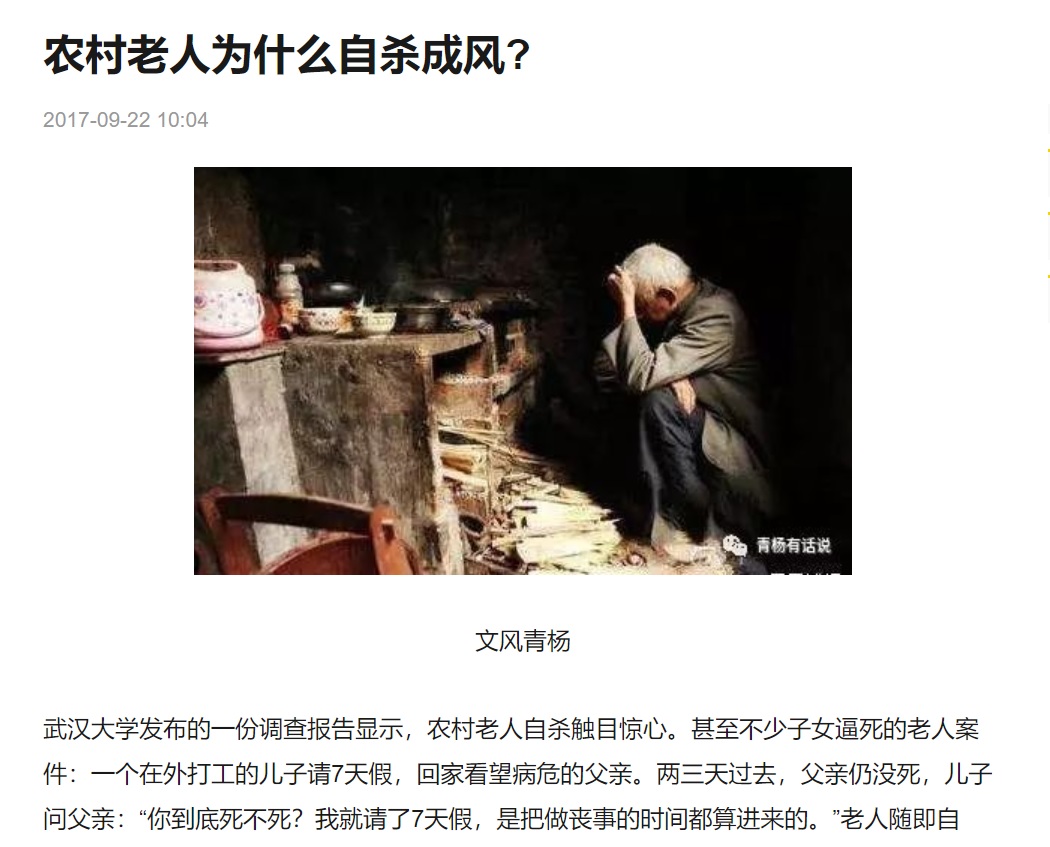 农村老人为什么自杀成风?
2017-09-22 10:04
青杨有话说
文风青杨
武汉大学发布的一份调查报告显示，农村老人自杀触目惊心。甚至不少子女逼死的老人案
件：一个在外打工的儿子请7天假，回家看望病危的父亲。两三天过去，父亲仍没死，儿子
问父亲：“你到底死不死？我就请了7天假，是把做丧事的时间都算进来的。”老人随即自